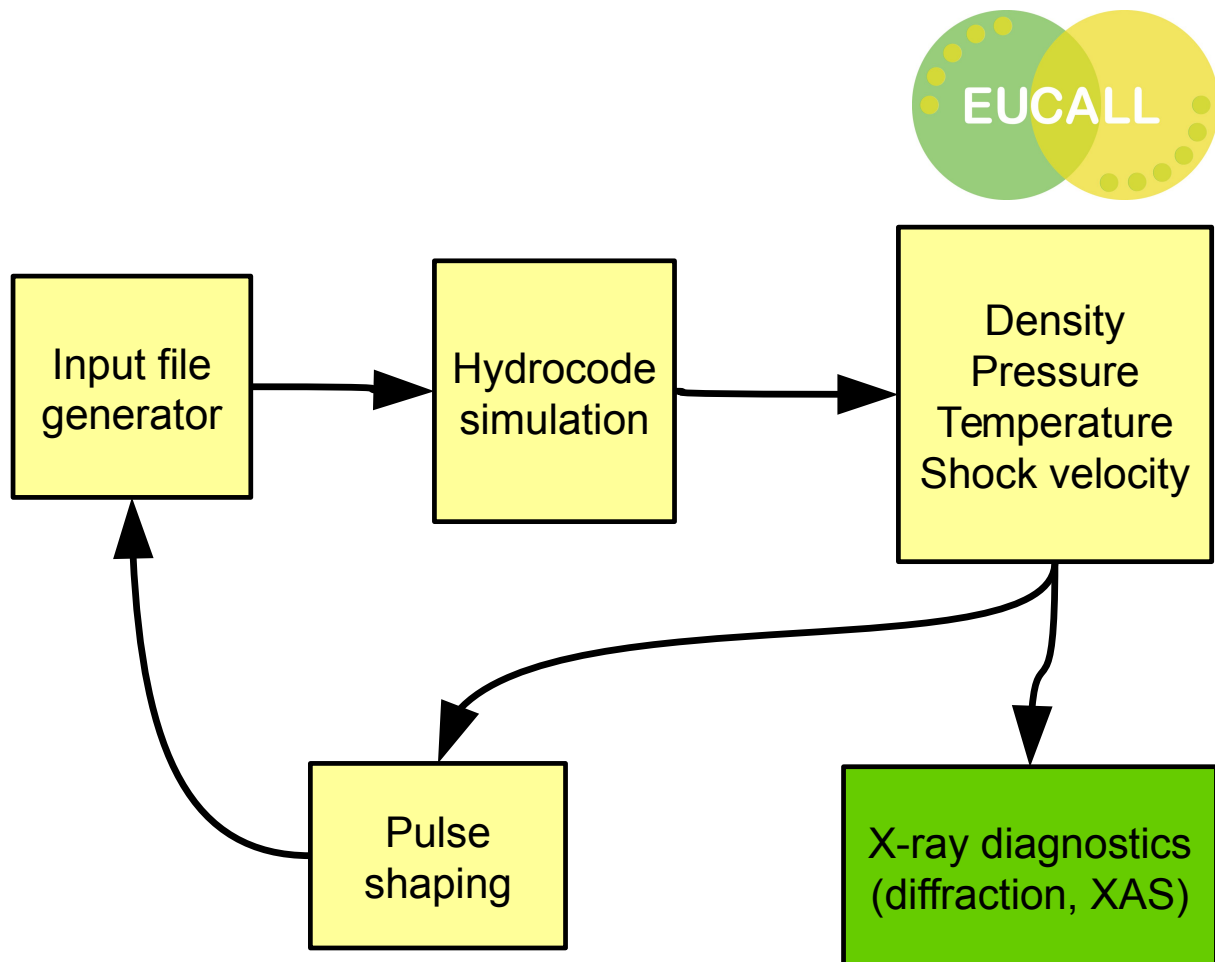 EUCALL
Input file
generator
Hydrocode
simulation
Density
Pressure
Temperature
Shock velocity
Pulse
shaping
X-ray diagnostics
(diffraction, XAS)